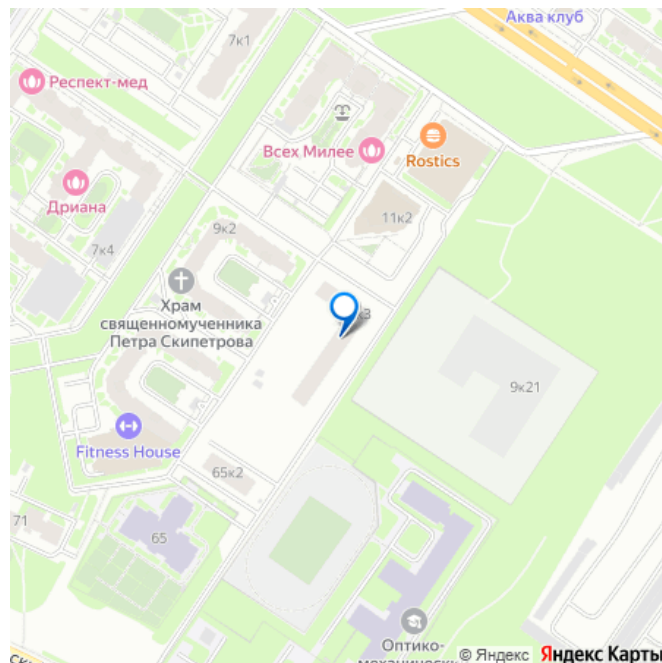 Аква клуб
7к1
Респект-мед
Всех Милее
Rostics
Дриана
11к2
9к2
7к4
Храм
священномученника
Петра Скипетрова
3
9к21
Fitness House
65к2
71
65
Оптико-
© Яндекс Яндекс Карты